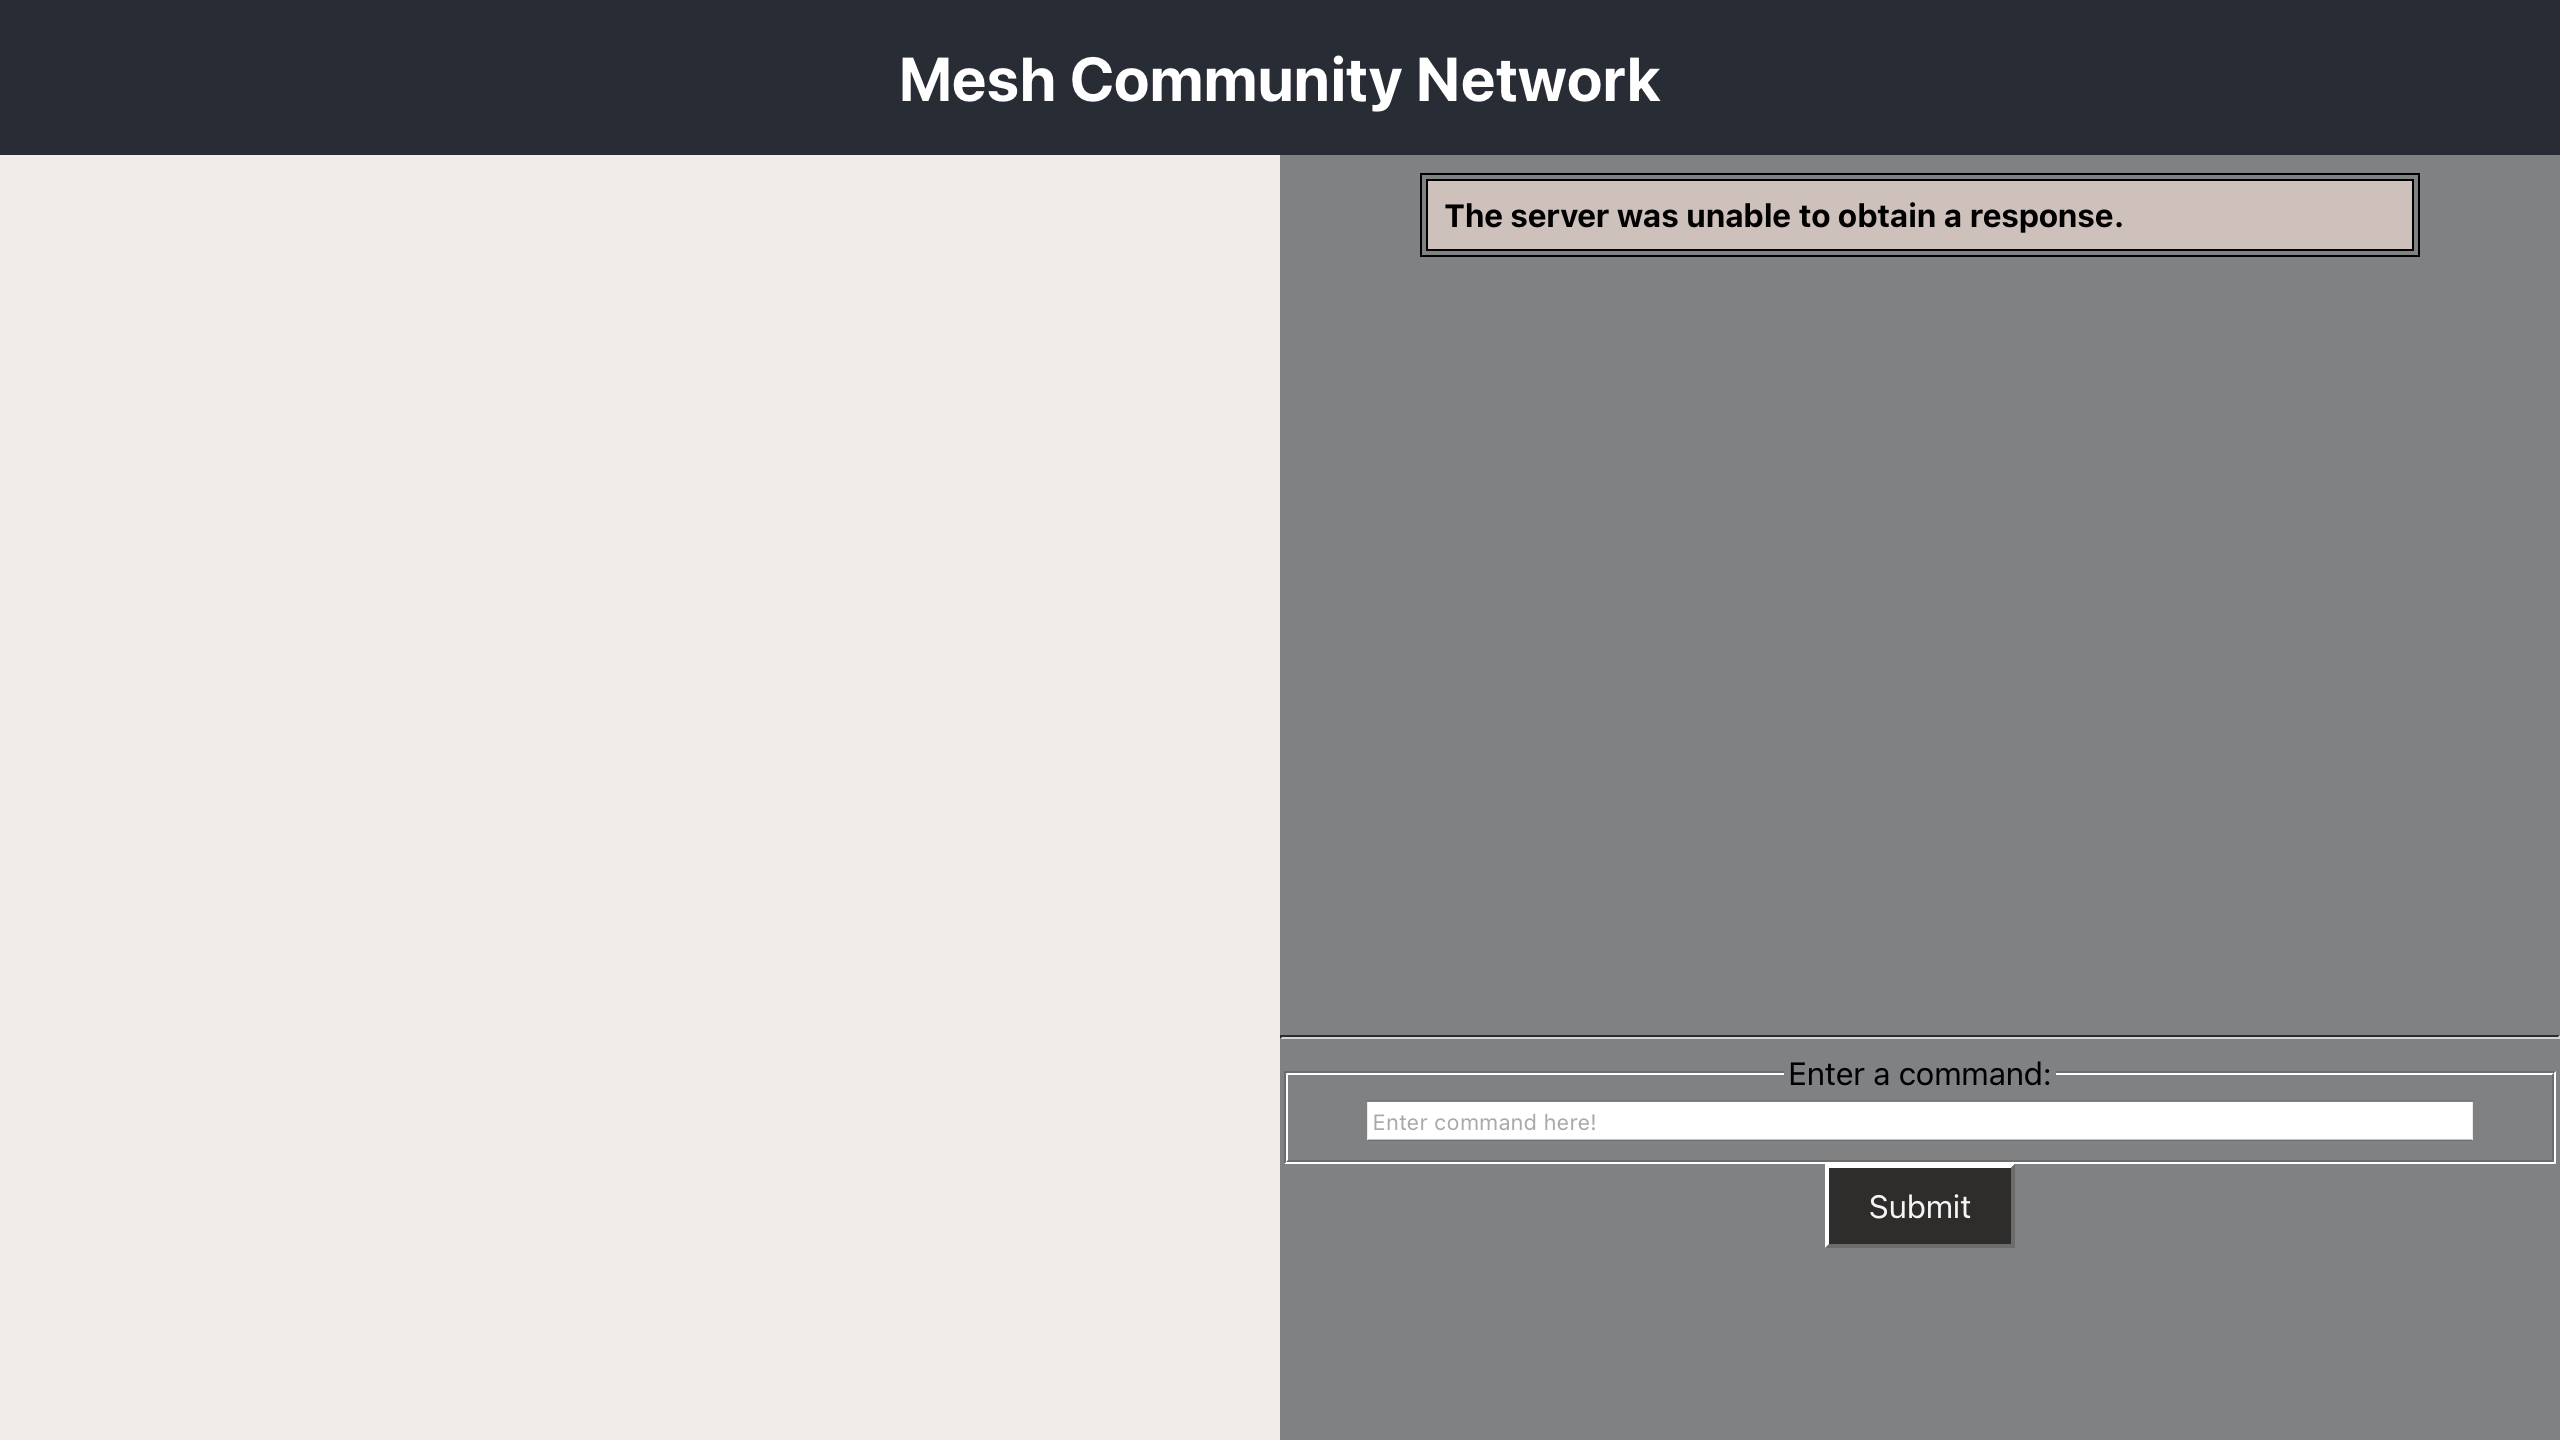 Mesh Community Network
The server was unable to obtain a response.
Enter a command:
Enter command here!
Submit